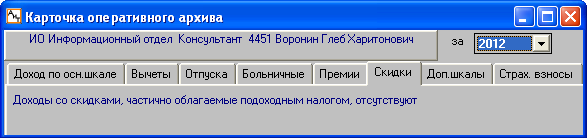 Карточка оперативного архива
ИО Информационный отдел Консультант 4451 Воронин Глеб Харитонович
за 2012
Доход по осн.шкале Вычеты Отпуска Больничные Премии Скидки Доп.шкалы Страх. взносы
Доходы со скидками, частично облагаемые подоходным налогом, отсутствуют